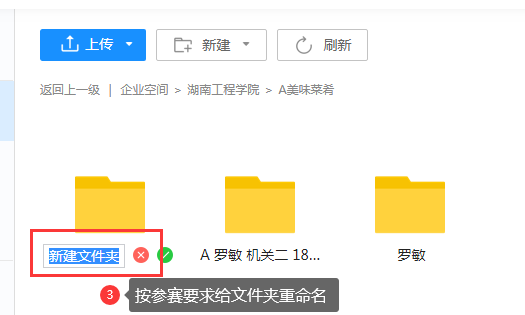 上传 新建 刷新
返回上一级 | 企业空间 > 湖南工程学院 > A美味菜肴
新建文件夹 A 罗敏 机关二 18... 罗敏
3 按参赛要求给文件夹重命名